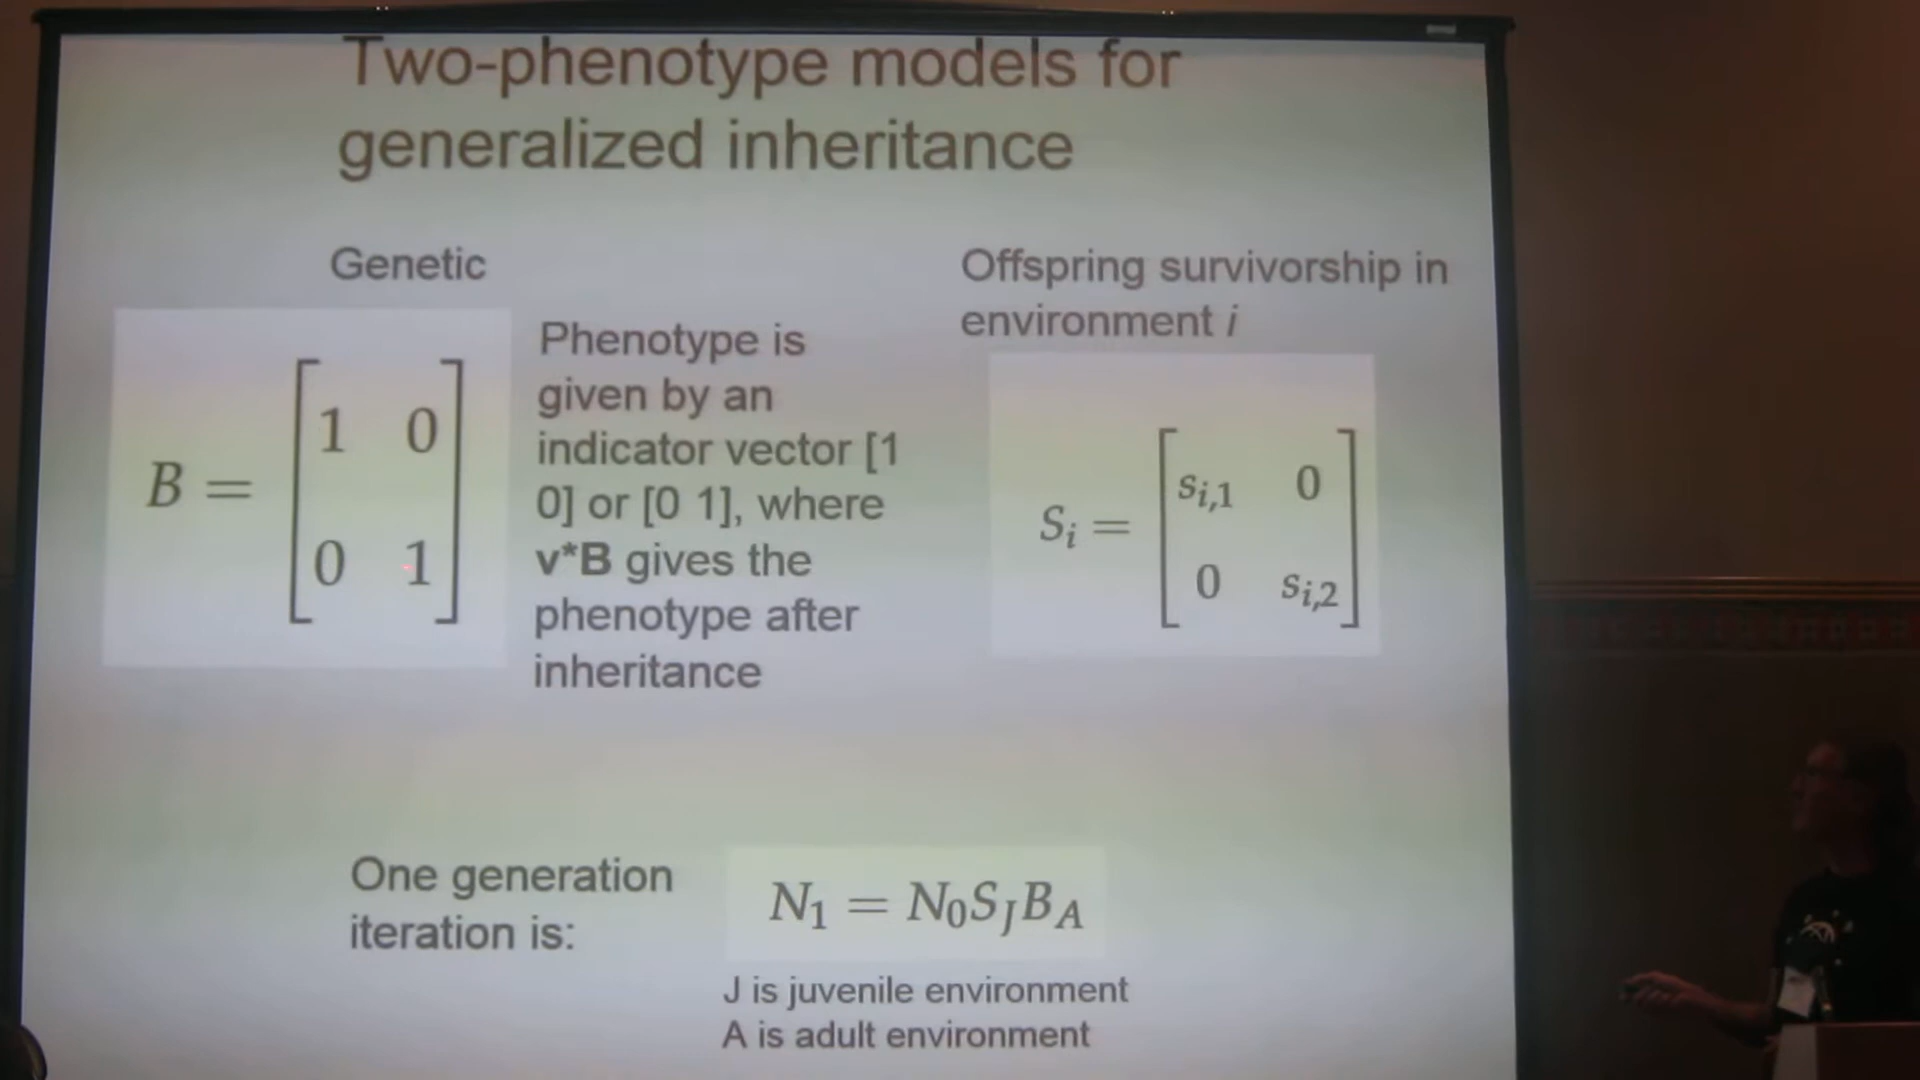 Two-phenotype models for
generalized inheritance
Genetic
B = [1 0
0 1]
Phenotype is
given by an
indicator vector [1
0] or [0 1], where
v*B gives the
phenotype after
inheritance
Offspring survivorship in
environment i
S_i = [s_{i,1} 0
0 s_{i,2}]
One generation
iteration is:
N_1 = N_0 S_J B_A
J is juvenile environment
A is adult environment